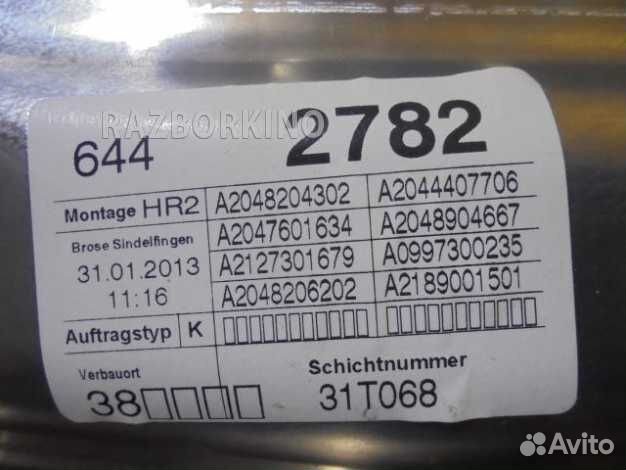 RAZBORKINO
644 2782
Montage HR2 A2048204302 A2044407706
Brose Sindelfingen A2047601634 A2048904667
31.01.2013 A2127301679 A0997300235
11:16 A2048206202 A2189001501
Auftragstyp K
Verbauort Schichtnummer
38 31T068
Avito